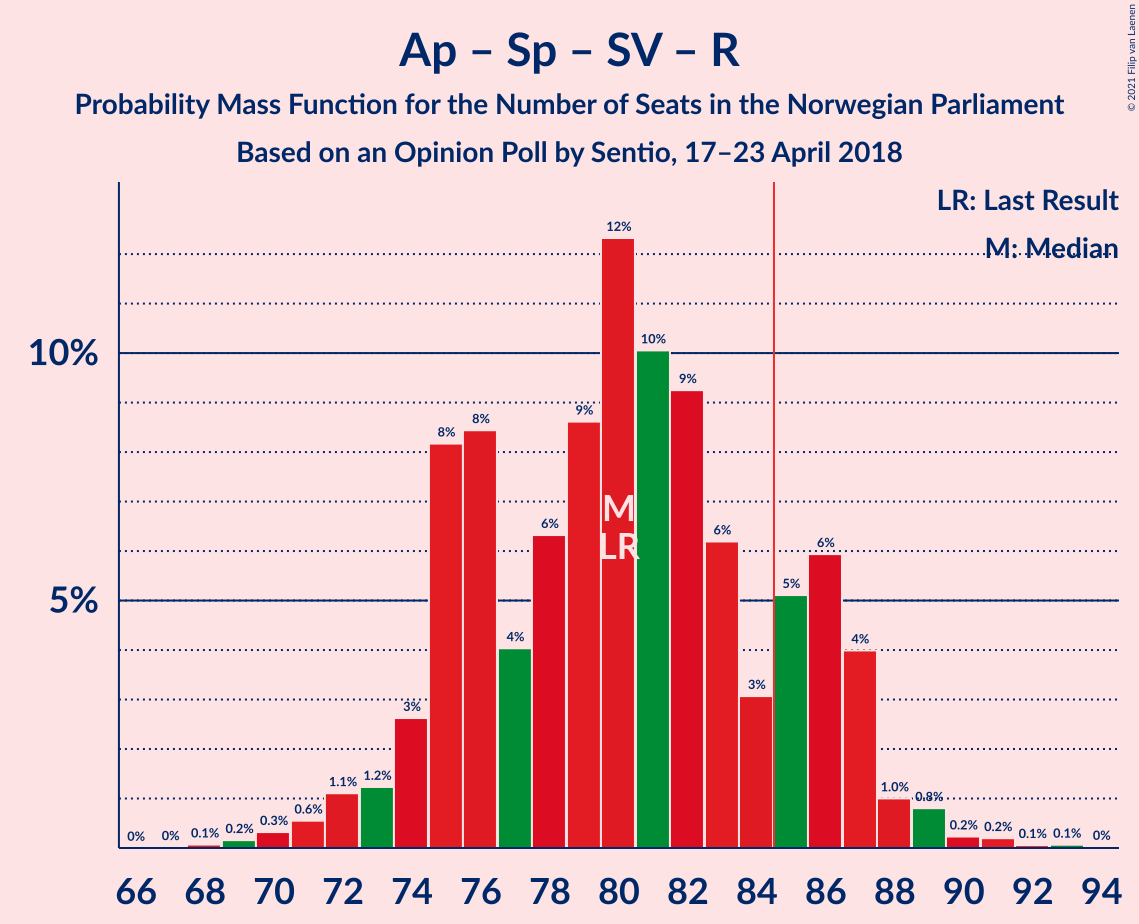 Ap – Sp – SV – R
Probability Mass Function for the Number of Seats in the Norwegian Parliament
Based on an Opinion Poll by Sentio, 17–23 April 2018
© 2021 Filip van Laenen
LR: Last Result
M: Median
10%
5%
0% 0% 0.1% 0.2% 0.3% 0.6% 1.1% 1.2% 3% 8% 8% 4% 6% 9% 12% 10% 9% 6% 3% 5% 6% 4% 1.0% 0.8% 0.2% 0.2% 0.1% 0.1% 0%
M
LR
66 68 70 72 74 76 78 80 82 84 86 88 90 92 94